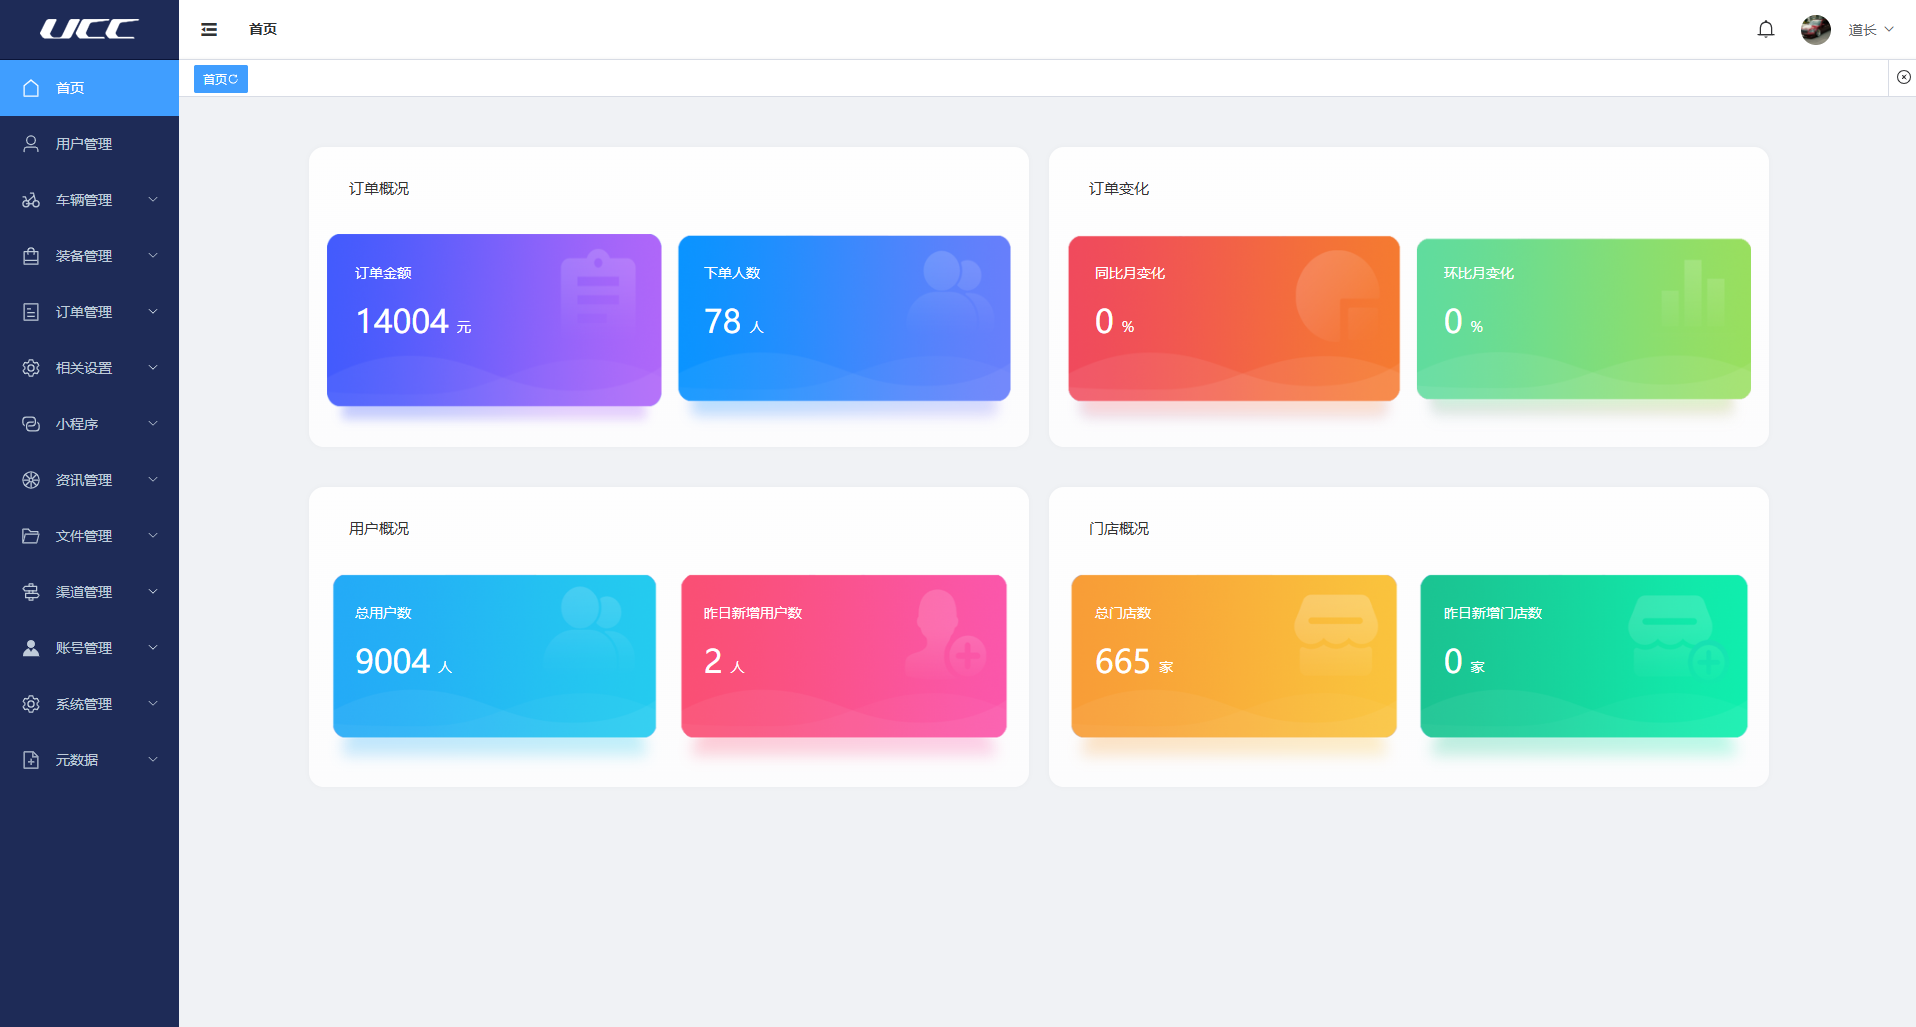 UCC
首页
道长
首页
首页
用户管理
车辆管理
装备管理
订单管理
相关设置
小程序
资讯管理
文件管理
渠道管理
账号管理
系统管理
元数据
订单概况
订单金额
14004 元
下单人数
78 人
订单变化
同比月变化
0 %
环比月变化
0 %
用户概况
总用户数
9004 人
昨日新增用户数
2 人
门店概况
总门店数
665 家
昨日新增门店数
0 家